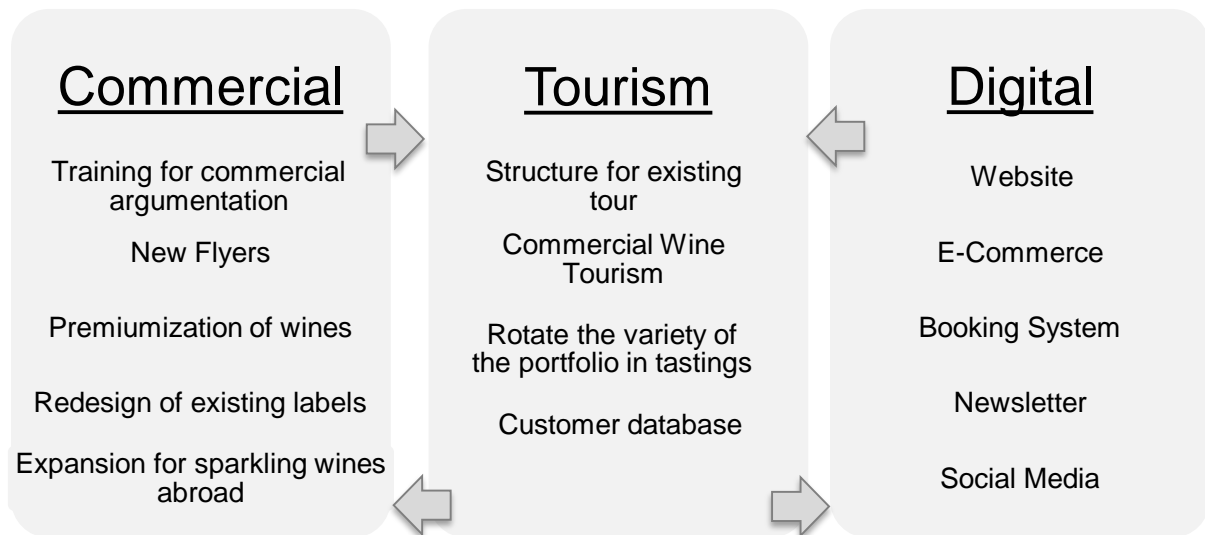 Commercial
Training for commercial
argumentation
New Flyers
Premiumization of wines
Redesign of existing labels
Expansion for sparkling wines
abroad
Tourism
Structure for existing
tour
Commercial Wine
Tourism
Rotate the variety of
the portfolio in tastings
Customer database
Digital
Website
E-Commerce
Booking System
Newsletter
Social Media